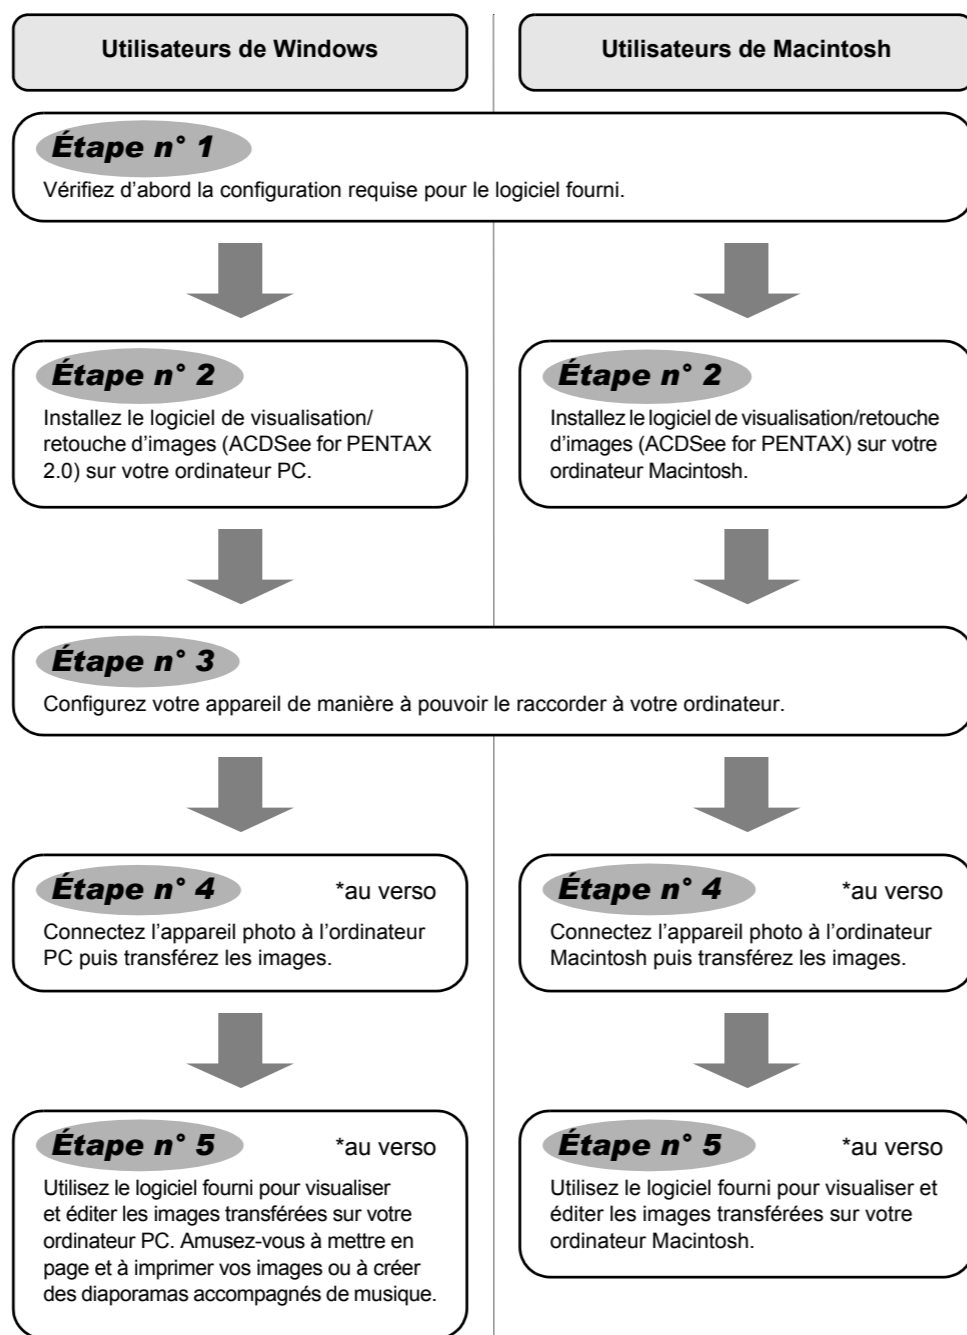 Utilisateurs de Windows
Utilisateurs de Macintosh
Étape n° 1
Vérifiez d’abord la configuration requise pour le logiciel fourni.
Étape n° 2
Installez le logiciel de visualisation/
retouche d’images (ACDSee for PENTAX
2.0) sur votre ordinateur PC.
Étape n° 2
Installez le logiciel de visualisation/retouche
d’images (ACDSee for PENTAX) sur votre
ordinateur Macintosh.
Étape n° 3
Configurez votre appareil de manière à pouvoir le raccorder à votre ordinateur.
Étape n° 4 *au verso
Connectez l’appareil photo à l’ordinateur
PC puis transférez les images.
Étape n° 4 *au verso
Connectez l’appareil photo à l’ordinateur
Macintosh puis transférez les images.
Étape n° 5 *au verso
Utilisez le logiciel fourni pour visualiser
et éditer les images transférées sur votre
ordinateur PC. Amusez-vous à mettre en
page et à imprimer vos images ou à créer
des diaporamas accompagnés de musique.
Étape n° 5 *au verso
Utilisez le logiciel fourni pour visualiser et
éditer les images transférées sur votre
ordinateur Macintosh.